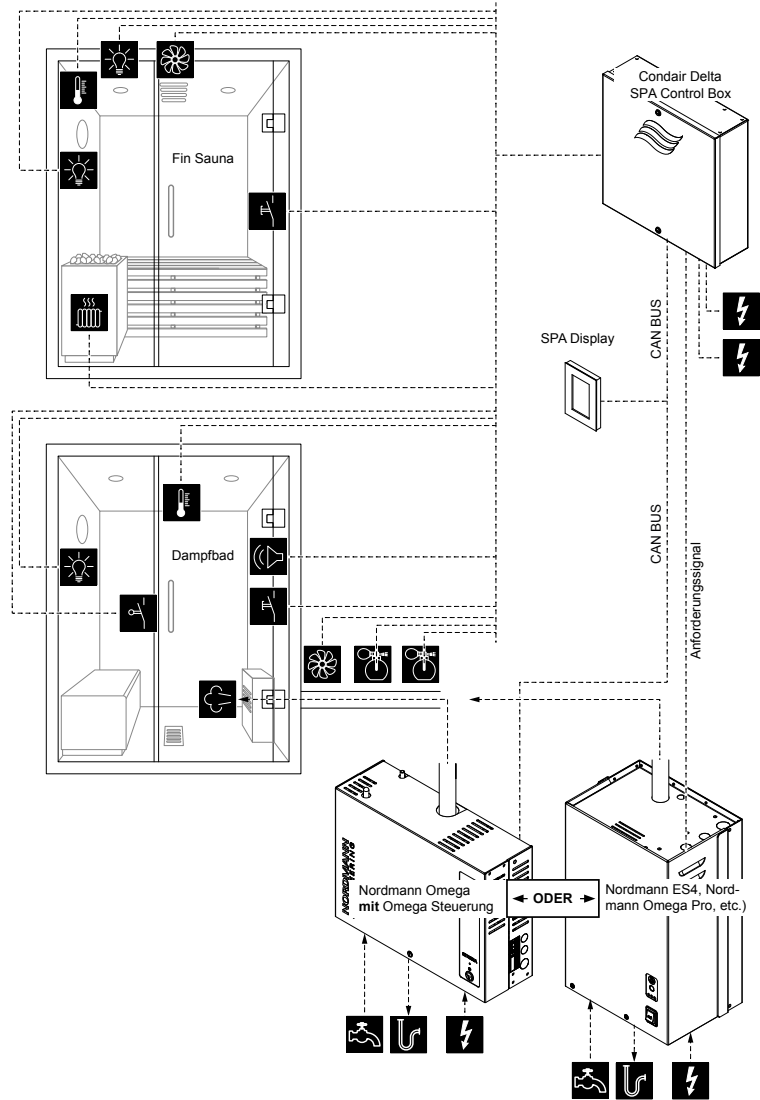 Condair Delta
SPA Control Box
Fin Sauna
SPA Display
CAN BUS
Dampfbad
CAN BUS
Anforderungssignal
NORDMANN
Nordmann Omega
mit Omega Steuerung
ODER
Nordmann ES4, Nord-
mann Omega Pro, etc.)